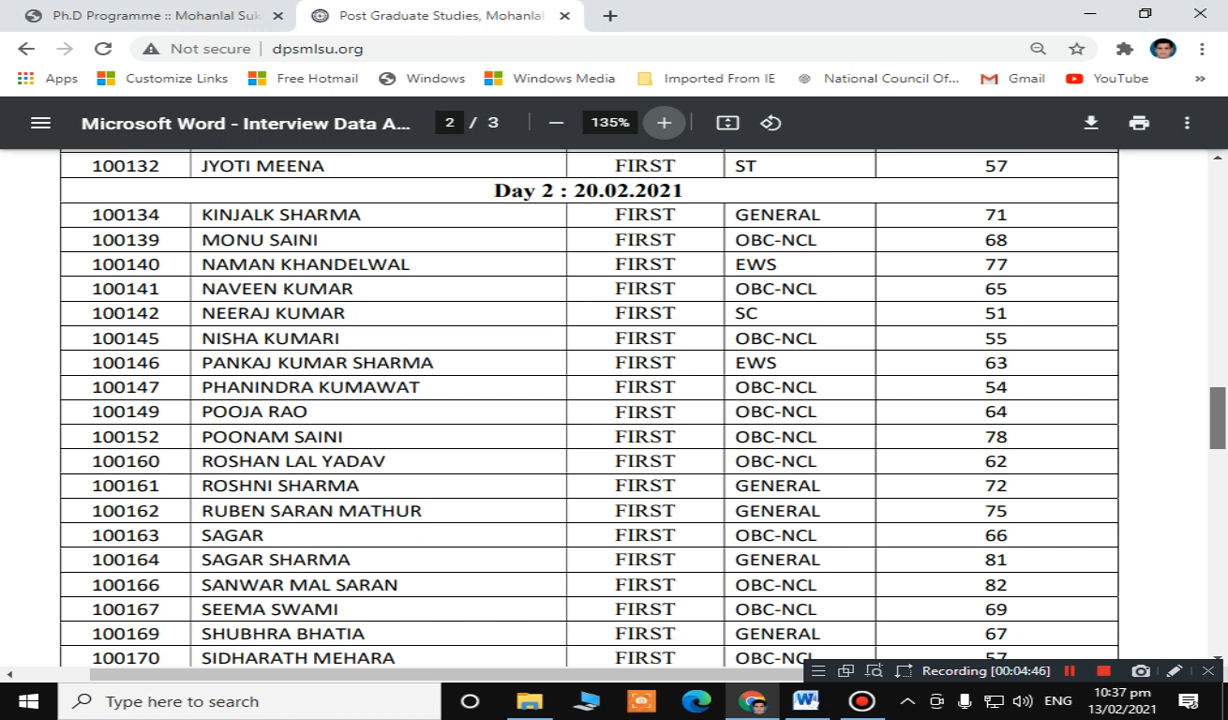 Ph.D Programme :: Mohanlal Suk
Post Graduate Studies, Mohanlal
Not secure | dpsmlsu.org
Apps Customize Links Free Hotmail Windows Windows Media Imported From IE National Council Of... Gmail YouTube »
Microsoft Word - Interview Data A... 2 / 3 135%
100132 JYOTI MEENA FIRST ST 57
Day 2 : 20.02.2021
100134 KINJALK SHARMA FIRST GENERAL 71
100139 MONU SAINI FIRST OBC-NCL 68
100140 NAMAN KHANDELWAL FIRST EWS 77
100141 NAVEEN KUMAR FIRST OBC-NCL 65
100142 NEERAJ KUMAR FIRST SC 51
100145 NISHA KUMARI FIRST OBC-NCL 55
100146 PANKAJ KUMAR SHARMA FIRST EWS 63
100147 PHANINDRA KUMAWAT FIRST OBC-NCL 54
100149 POOJA RAO FIRST OBC-NCL 64
100152 POONAM SAINI FIRST OBC-NCL 78
100160 ROSHAN LAL YADAV FIRST OBC-NCL 62
100161 ROSHNI SHARMA FIRST GENERAL 72
100162 RUBEN SARAN MATHUR FIRST GENERAL 75
100163 SAGAR FIRST OBC-NCL 66
100164 SAGAR SHARMA FIRST GENERAL 81
100166 SANWAR MAL SARAN FIRST OBC-NCL 82
100167 SEEMA SWAMI FIRST OBC-NCL 69
100169 SHUBHRA BHATIA FIRST GENERAL 67
100170 SIDHARATH MEHARA FIRST OBC-NCL 57
Recording [00:04:46]
Type here to search
ENG
10:37 pm
13/02/2021